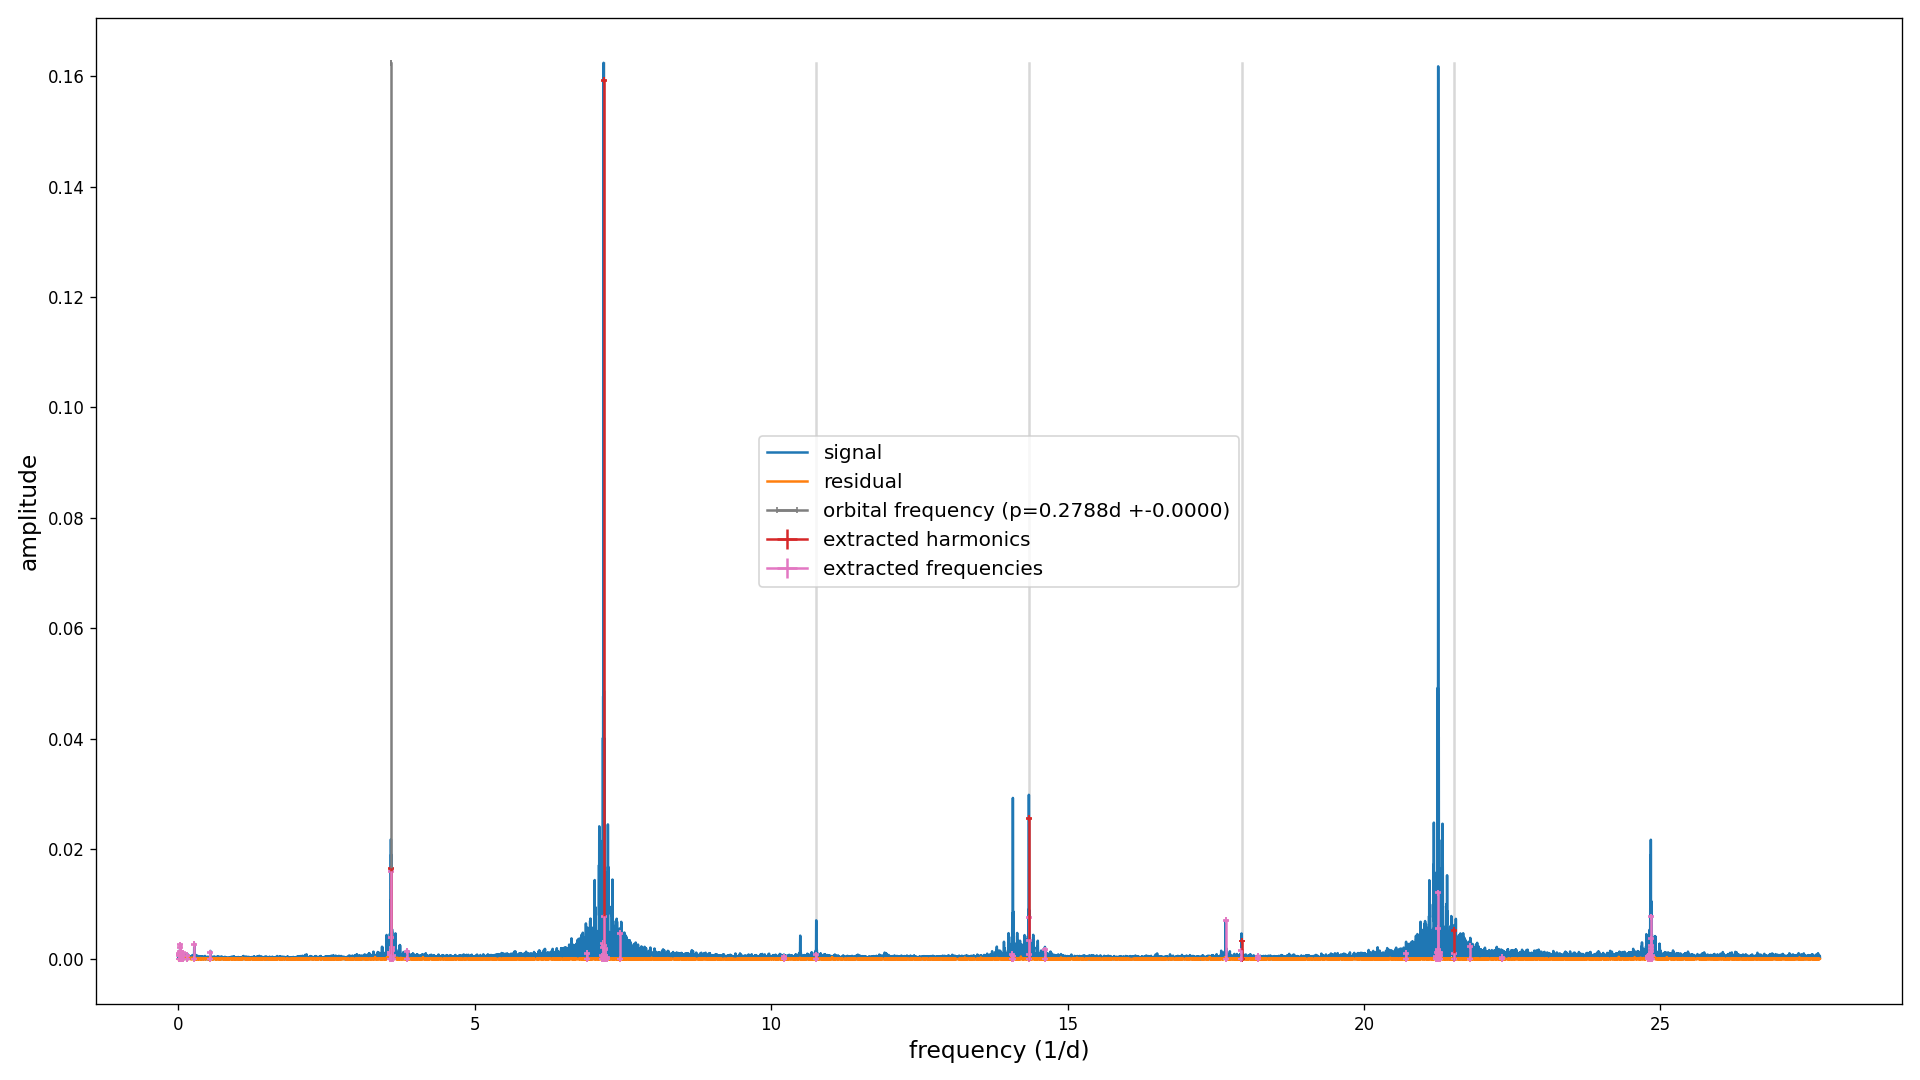 0.16
0.14
0.12
0.10
0.08
0.06
0.04
0.02
0.00
amplitude
signal
residual
orbital frequency (p=0.2788d +-0.0000)
extracted harmonics
extracted frequencies
0 5 10 15 20 25
frequency (1/d)